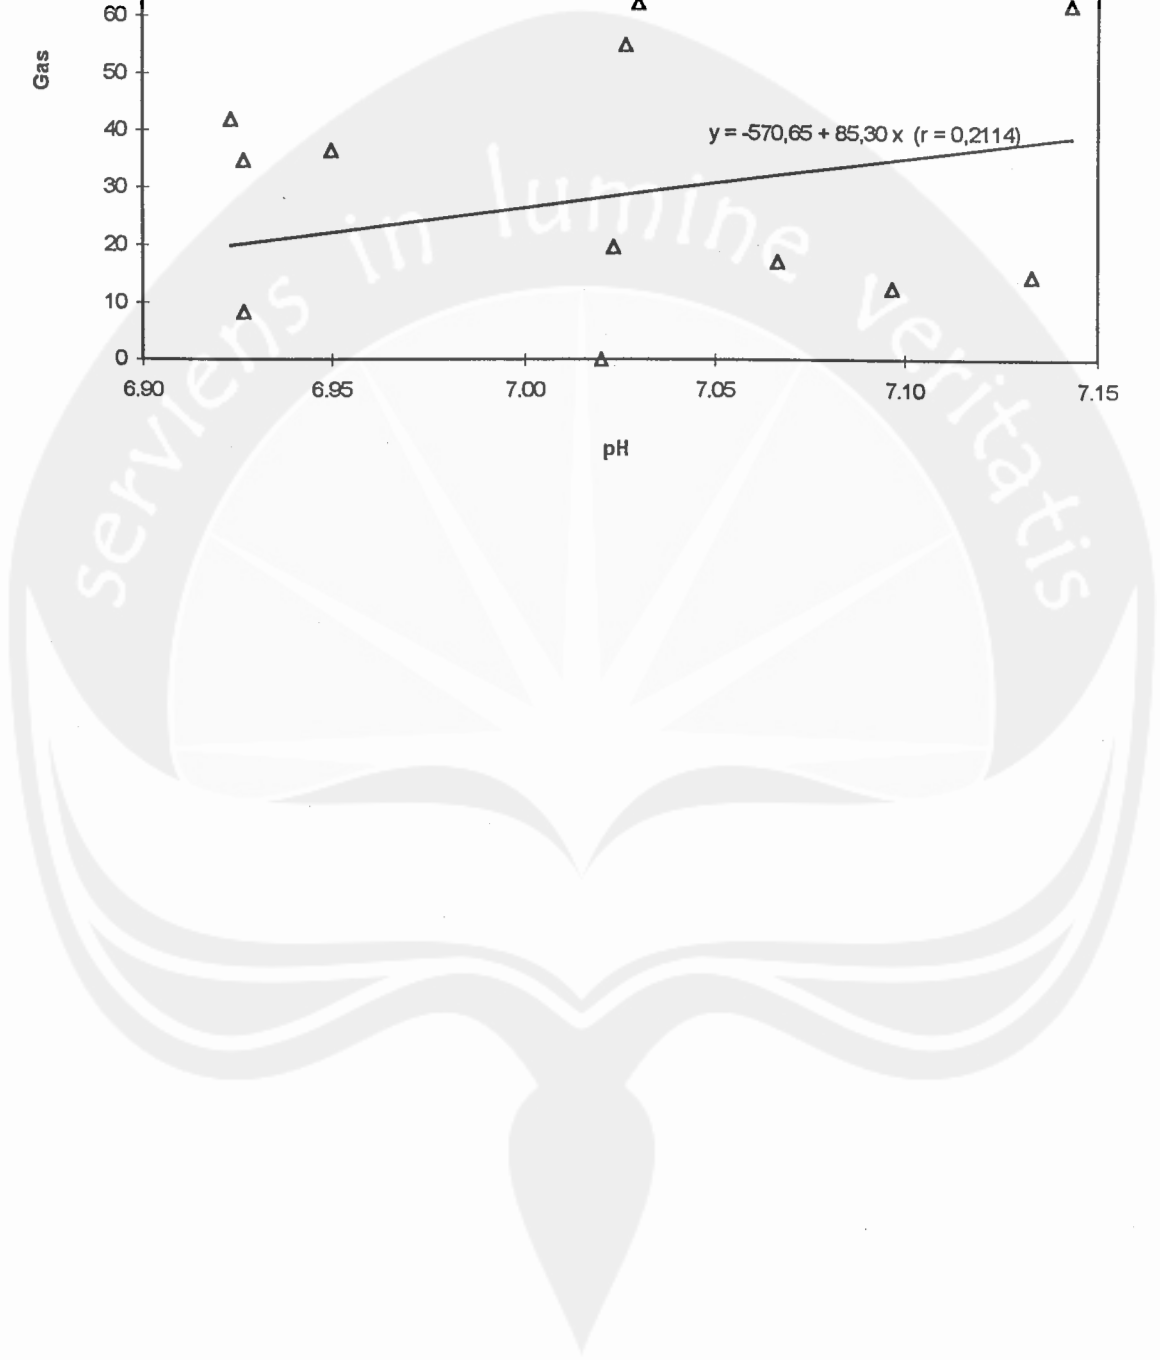 60
Gas
50
40
y = -570,65 + 85,30 x (r = 0,2114)
30
20
10
0
6.90 6.95 7.00 7.05 7.10 7.15
pH
serviens in lumine veritatis